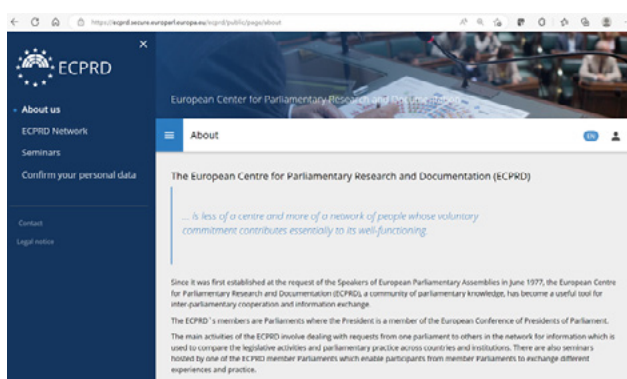 https://ecprd.secure.europarl.europa.eu/ecprd/public/page/about
ECPRD
About us
ECPRD Network
Seminars
Confirm your personal data
Contact
Legal notice
European Center for Parliamentary Research and Documentation
About
EN
The European Centre for Parliamentary Research and Documentation (ECPRD)
... is less of a centre and more of a network of people whose voluntary
commitment contributes essentially to its well-functioning.
Since it was first established at the request of the Speakers of European Parliamentary Assemblies in June 1977, the European Centre
for Parliamentary Research and Documentation (ECPRD), a community of parliamentary knowledge, has become a useful tool for
inter-parliamentary cooperation and information exchange.
The ECPRD`s members are Parliaments where the President is a member of the European Conference of Presidents of Parliament.
The main activities of the ECPRD involve dealing with requests from one parliament to others in the network for information which is
used to compare the legislative activities and parliamentary practice across countries and institutions. There are also seminars
hosted by one of the ECPRD member Parliaments which enable participants from member Parliaments to exchange different
experiences and practice.